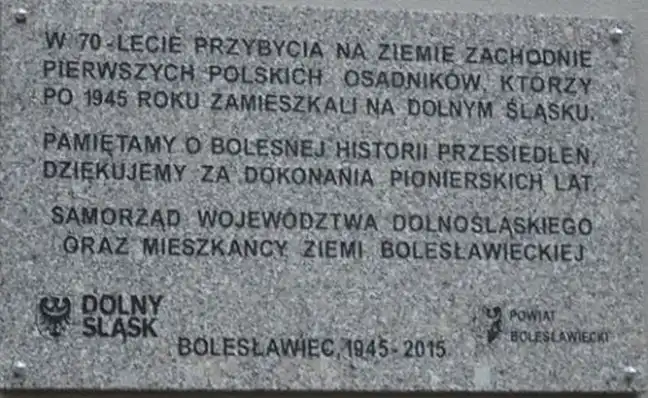 W 70-LECIE PRZYBYCIA NA ZIEMIE ZACHODNIE
PIERWSZYCH POLSKICH OSADNIKÓW, KTÓRZY
PO 1945 ROKU ZAMIESZKALI NA DOLNYM ŚLĄSKU.
PAMIĘTAMY O BOLESNEJ HISTORII PRZESIEDLEŃ,
DZIĘKUJEMY ZA DOKONANIA PIONIERSKICH LAT.
SAMORZĄD WOJEWÓDZTWA DOLNOŚLĄSKIEGO
ORAZ MIESZKAŃCY ZIEMI BOLESŁAWIECKIEJ
DOLNY
ŚLĄSK
POWIAT
BOLESŁAWIECKI
BOLESŁAWIEC, 1945-2015